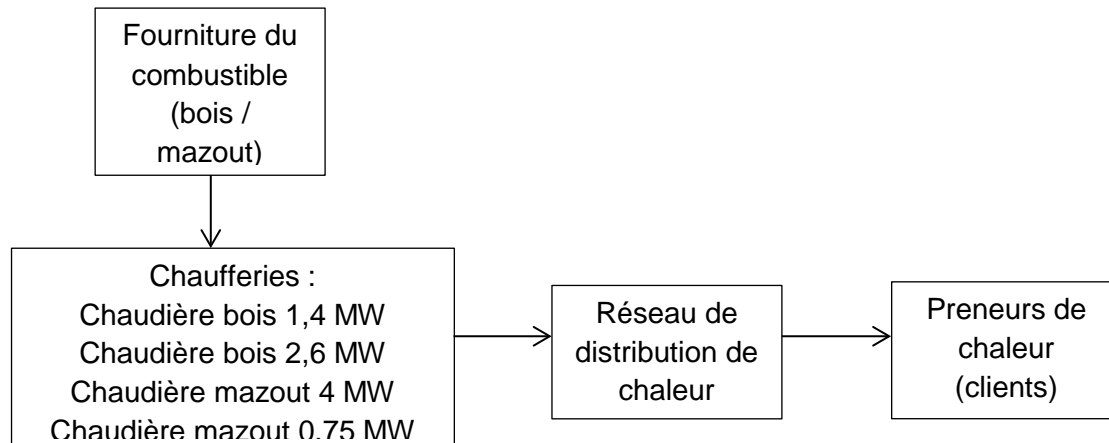 Fourniture du
combustible
(bois /
mazout)
Chaufferies :
Chaudière bois 1,4 MW
Chaudière bois 2,6 MW
Chaudière mazout 4 MW
Chaudière mazout 0,75 MW
Réseau de
distribution de
chaleur
Preneurs de
chaleur
(clients)